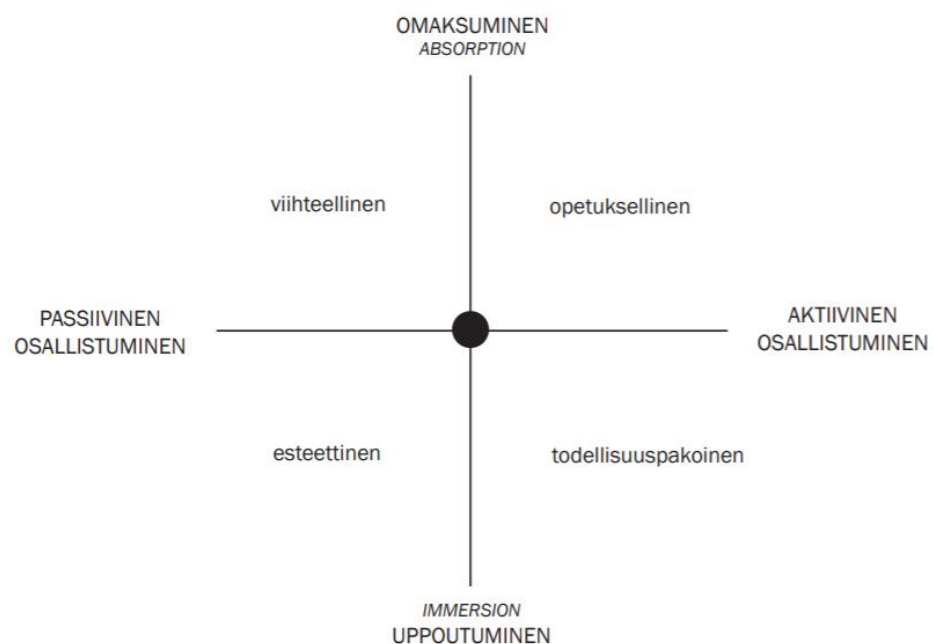 OMAKSUMINEN
ABSORPTION
viihteellinen
opetuksellinen
PASSIIVINEN
OSALLISTUMINEN
AKTIIVINEN
OSALLISTUMINEN
esteettinen
todellisuuspakoinen
IMMERSION
UPPOUTUMINEN